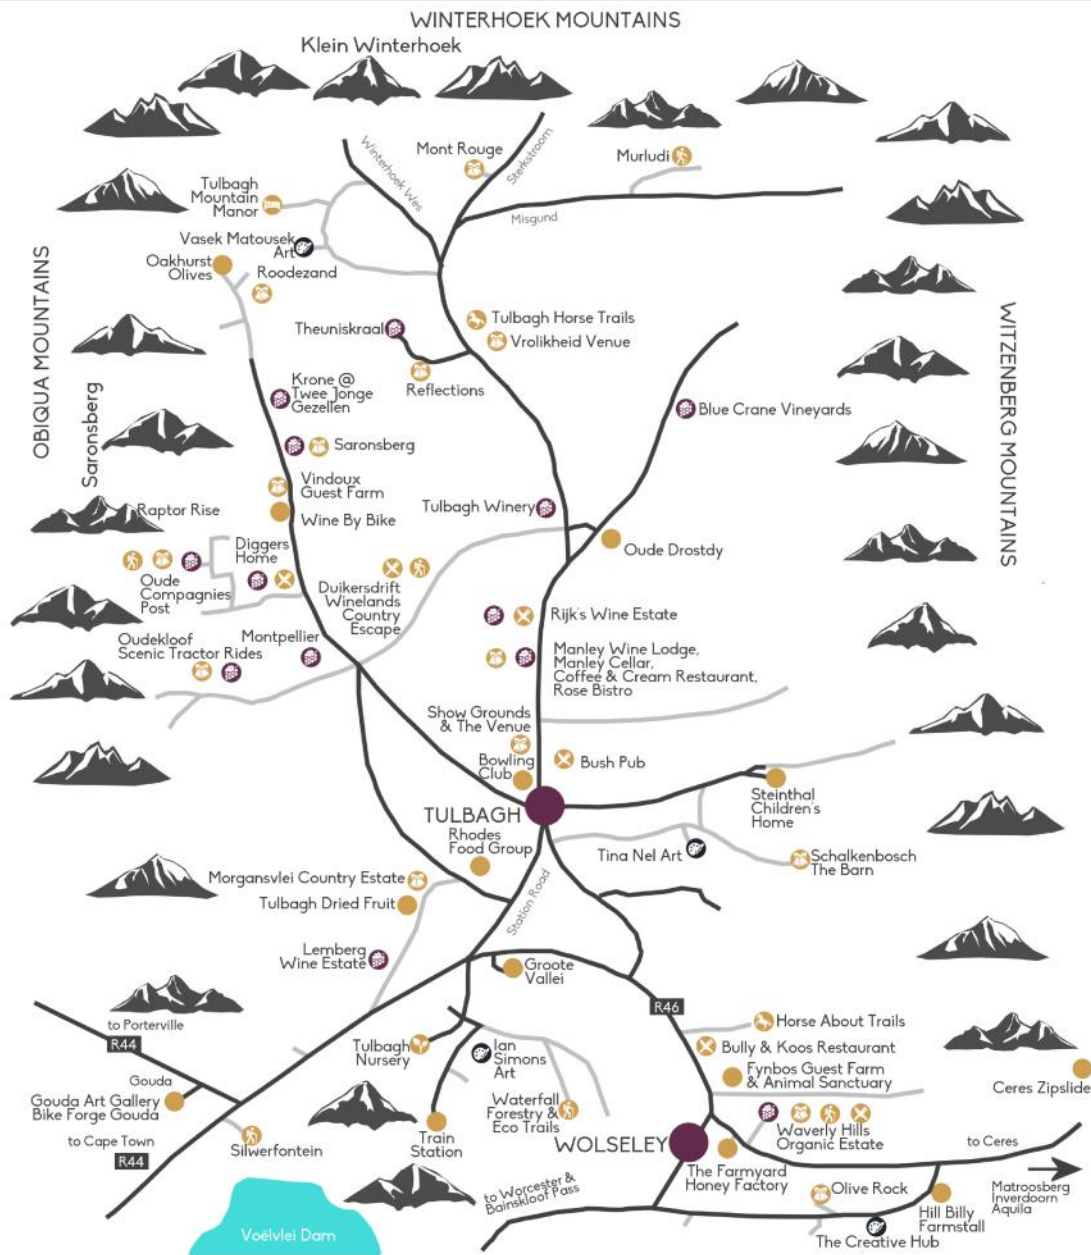 WINTERHOEK MOUNTAINS
Klein Winterhoek
Winterhoek Wes
Mont Rouge
Sterkstroom
Murludi
Misgund
Tulbagh
Mountain
Manor
Vasek Matousek
Art
Oakhurst
Olives
Roodezand
OBIQUA MOUNTAINS
Saronsberg
WITZENBERG MOUNTAINS
Theuniskraal
Tulbagh Horse Trails
Vrolikheid Venue
Reflections
Krone @
Twee Jonge
Gezellen
Blue Crane Vineyards
Saronsberg
Vindoux
Guest Farm
Wine By Bike
Tulbagh Winery
Raptor Rise
Diggers
Home
Oude Drostdy
Oude
Compagnies
Post
Duikersdrift
Winelands
Country
Escape
Rijk's Wine Estate
Oudekloof
Scenic Tractor Rides
Montpellier
Manley Wine Lodge,
Manley Cellar,
Coffee & Cream Restaurant,
Rose Bistro
Show Grounds
& The Venue
Bowling
Club
Bush Pub
Steinthal
Children's
Home
TULBAGH
Rhodes
Food Group
Tina Nel Art
Schalkenbosch
The Barn
Morgansvlei Country Estate
Tulbagh Dried Fruit
Station Road
Lemberg
Wine Estate
Groote
Vallei
R46
to Porterville
R44
Horse About Trails
Tulbagh
Nursery
Ian
Simons
Art
Bully & Koos Restaurant
Fynbos Guest Farm
& Animal Sanctuary
Ceres Zipslide
Gouda
Gouda Art Gallery
Bike Forge Gouda
Waterfall
Forestry &
Eco Trails
Waverly Hills
Organic Estate
to Cape Town
R44
Silwerfontein
Train
Station
WOLSELEY
to Ceres
The Farmyard
Honey Factory
to Worcester &
Bainskloof Pass
Olive Rock
Matroosberg
Inverdoorn
Aquila
Hill Billy
Farmstall
The Creative Hub
Voëlvlei Dam